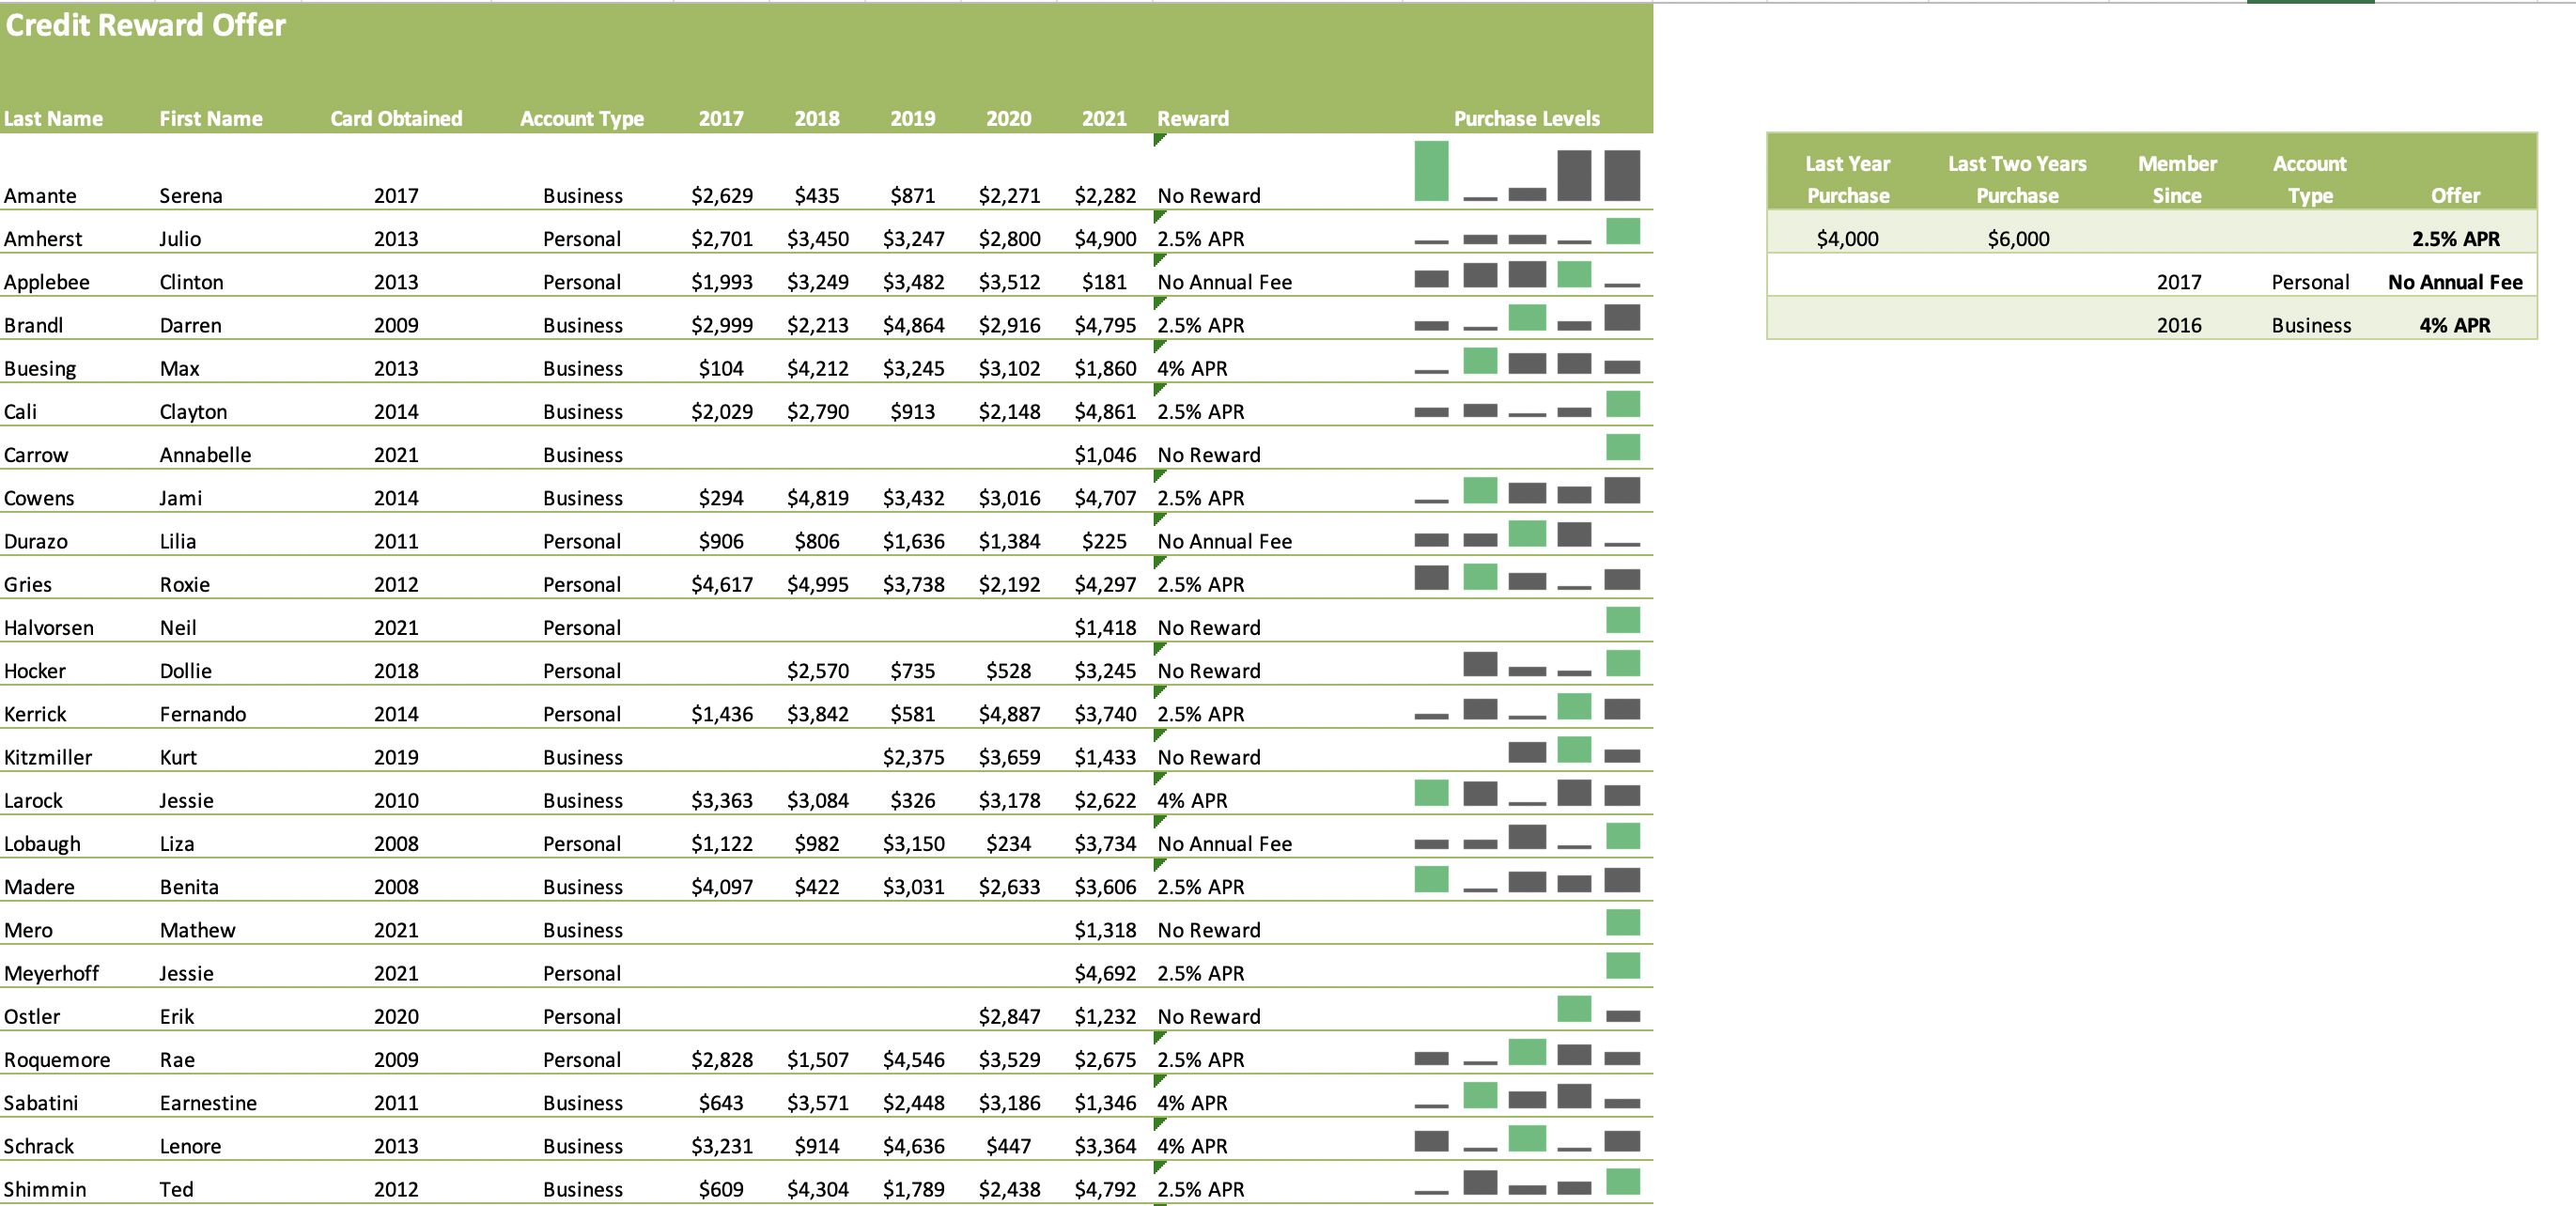 Credit Reward Offer
Last Name First Name Card Obtained Account Type 2017 2018 2019 2020 2021 Reward Purchase Levels
Amante Serena 2017 Business $2,629 $435 $871 $2,271 $2,282 No Reward
Amherst Julio 2013 Personal $2,701 $3,450 $3,247 $2,800 $4,900 2.5% APR
Applebee Clinton 2013 Personal $1,993 $3,249 $3,482 $3,512 $181 No Annual Fee
Brandl Darren 2009 Business $2,999 $2,213 $4,864 $2,916 $4,795 2.5% APR
Buesing Max 2013 Business $104 $4,212 $3,245 $3,102 $1,860 4% APR
Cali Clayton 2014 Business $2,029 $2,790 $913 $2,148 $4,861 2.5% APR
Carrow Annabelle 2021 Business $1,046 No Reward
Cowens Jami 2014 Business $294 $4,819 $3,432 $3,016 $4,707 2.5% APR
Durazo Lilia 2011 Personal $906 $806 $1,636 $1,384 $225 No Annual Fee
Gries Roxie 2012 Personal $4,617 $4,995 $3,738 $2,192 $4,297 2.5% APR
Halvorsen Neil 2021 Personal $1,418 No Reward
Hocker Dollie 2018 Personal $2,570 $735 $528 $3,245 No Reward
Kerrick Fernando 2014 Personal $1,436 $3,842 $581 $4,887 $3,740 2.5% APR
Kitzmiller Kurt 2019 Business $2,375 $3,659 $1,433 No Reward
Larock Jessie 2010 Business $3,363 $3,084 $326 $3,178 $2,622 4% APR
Lobaugh Liza 2008 Personal $1,122 $982 $3,150 $234 $3,734 No Annual Fee
Madere Benita 2008 Business $4,097 $422 $3,031 $2,633 $3,606 2.5% APR
Mero Mathew 2021 Business $1,318 No Reward
Meyerhoff Jessie 2021 Personal $4,692 2.5% APR
Ostler Erik 2020 Personal $2,847 $1,232 No Reward
Roquemore Rae 2009 Personal $2,828 $1,507 $4,546 $3,529 $2,675 2.5% APR
Sabatini Earnestine 2011 Business $643 $3,571 $2,448 $3,186 $1,346 4% APR
Schrack Lenore 2013 Business $3,231 $914 $4,636 $447 $3,364 4% APR
Shimmin Ted 2012 Business $609 $4,304 $1,789 $2,438 $4,792 2.5% APR
Last Year Last Two Years Member Account
Purchase Purchase Since Type Offer
$4,000 $6,000 2.5% APR
2017 Personal No Annual Fee
2016 Business 4% APR